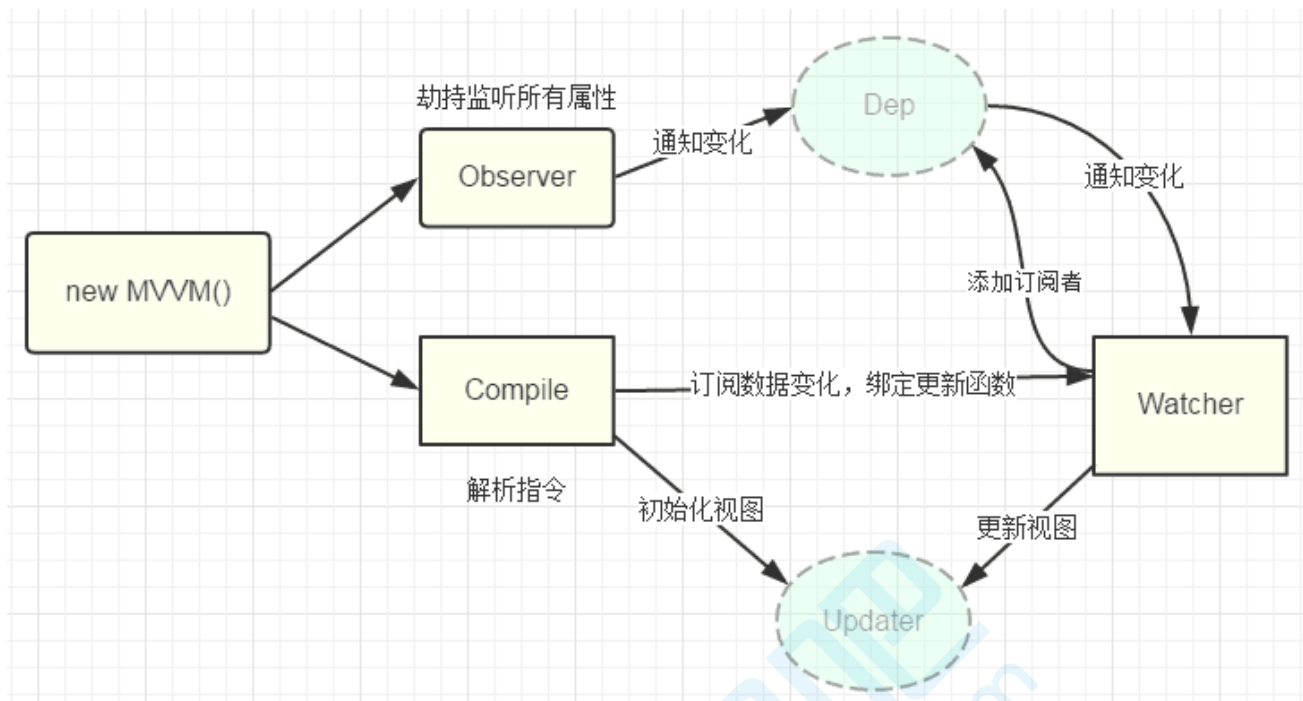 Dep
劫持监听所有属性
通知变化
Observer
通知变化
new MVVM()
添加订阅者
Compile
订阅数据变化，绑定更新函数
Watcher
解析指令
初始化视图
更新视图
Updater